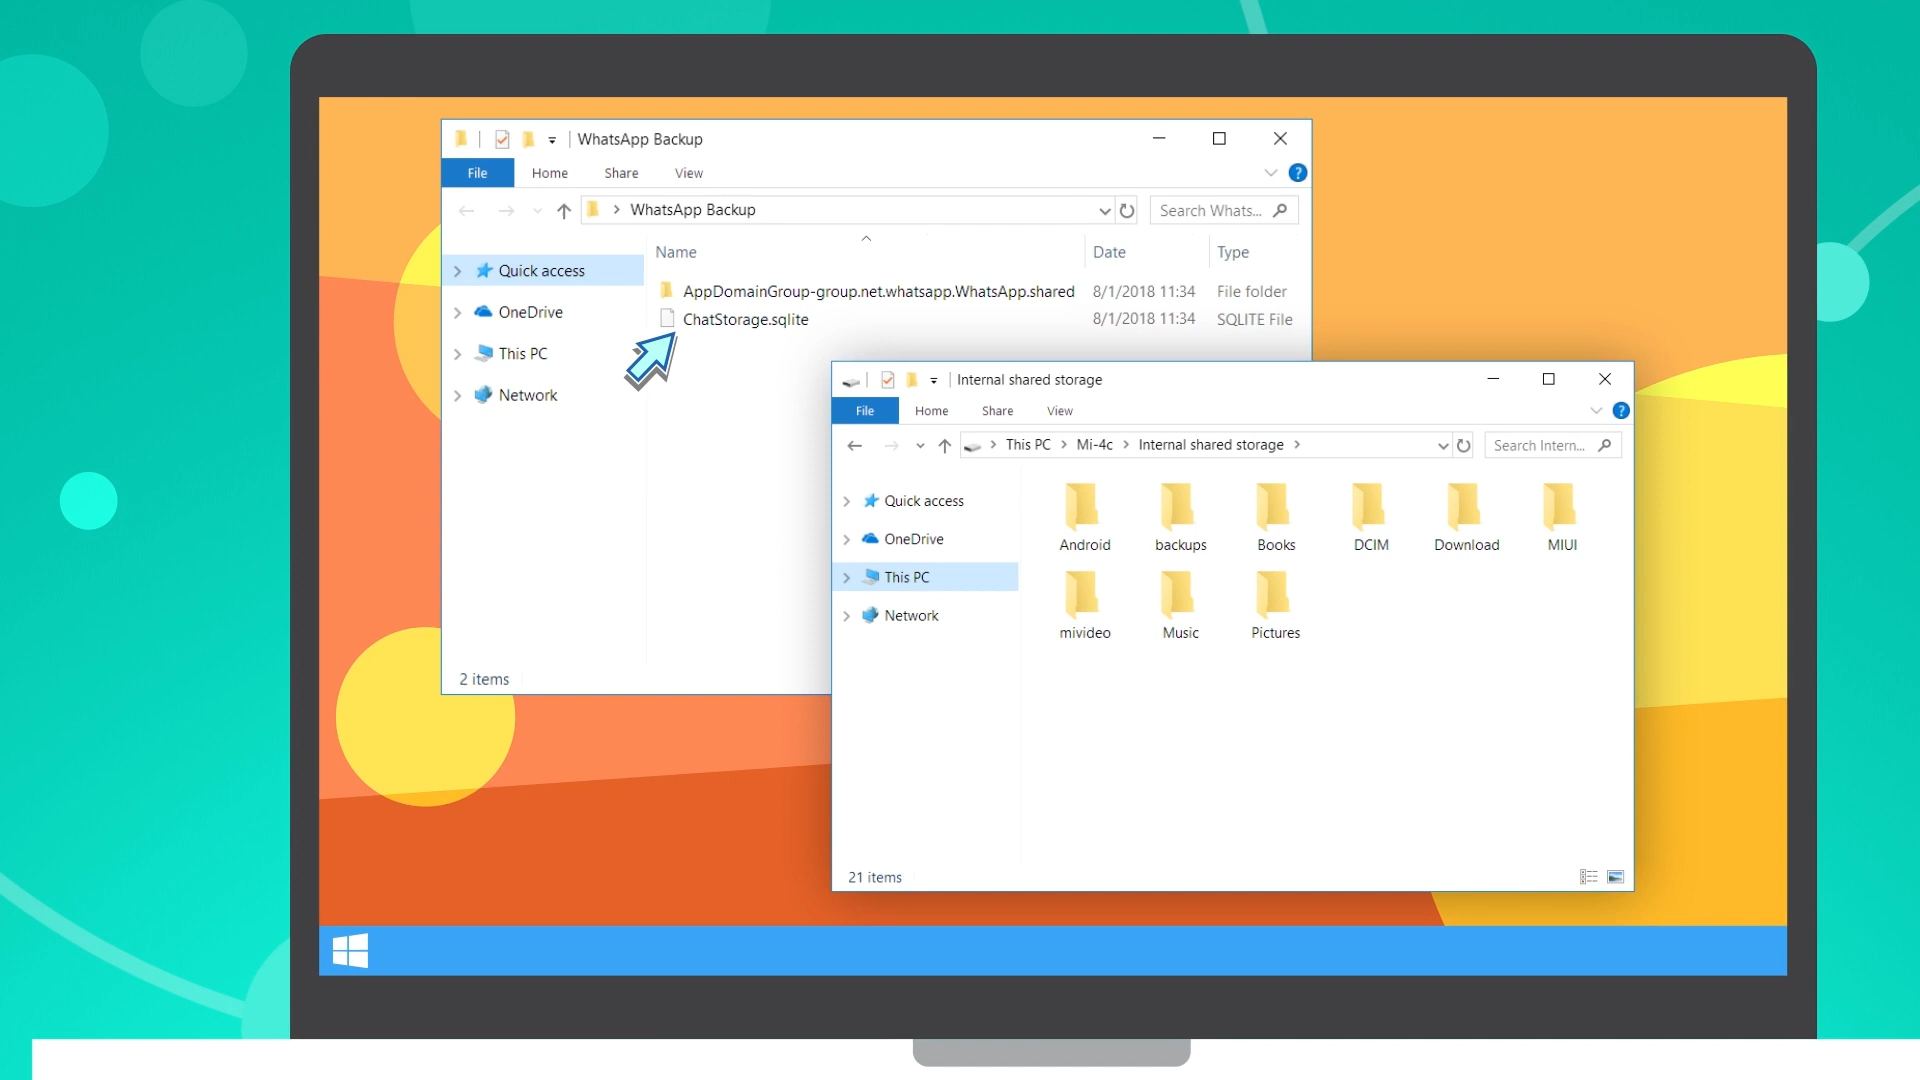 WhatsApp Backup
File Home Share View
WhatsApp Backup
Search Whats...
Name Date Type
Quick access
OneDrive
This PC
Network
AppDomainGroup-group.net.whatsapp.WhatsApp.shared 8/1/2018 11:34 File folder
ChatStorage.sqlite 8/1/2018 11:34 SQLITE File
2 items
Internal shared storage
File Home Share View
This PC Mi-4c Internal shared storage
Search Intern...
Quick access
OneDrive
This PC
Network
Android backups Books DCIM Download MIUI
mivideo Music Pictures
21 items